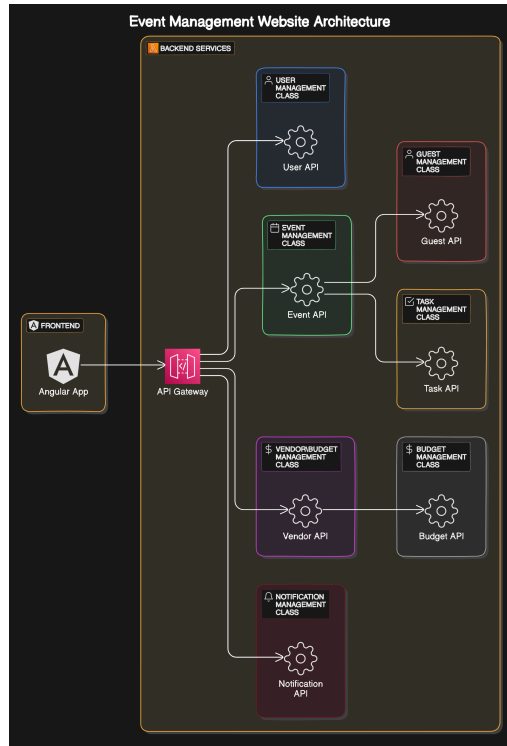 Event Management Website Architecture
BACKEND SERVICES
USER
MANAGEMENT
CLASS
User API
GUEST
MANAGEMENT
CLASS
Guest API
EVENT
MANAGEMENT
CLASS
Event API
TASK
MANAGEMENT
CLASS
Task API
FRONTEND
Angular App
API Gateway
VENDOR\BUDGET
MANAGEMENT
CLASS
Vendor API
BUDGET
MANAGEMENT
CLASS
Budget API
NOTIFICATION
MANAGEMENT
CLASS
Notification
API